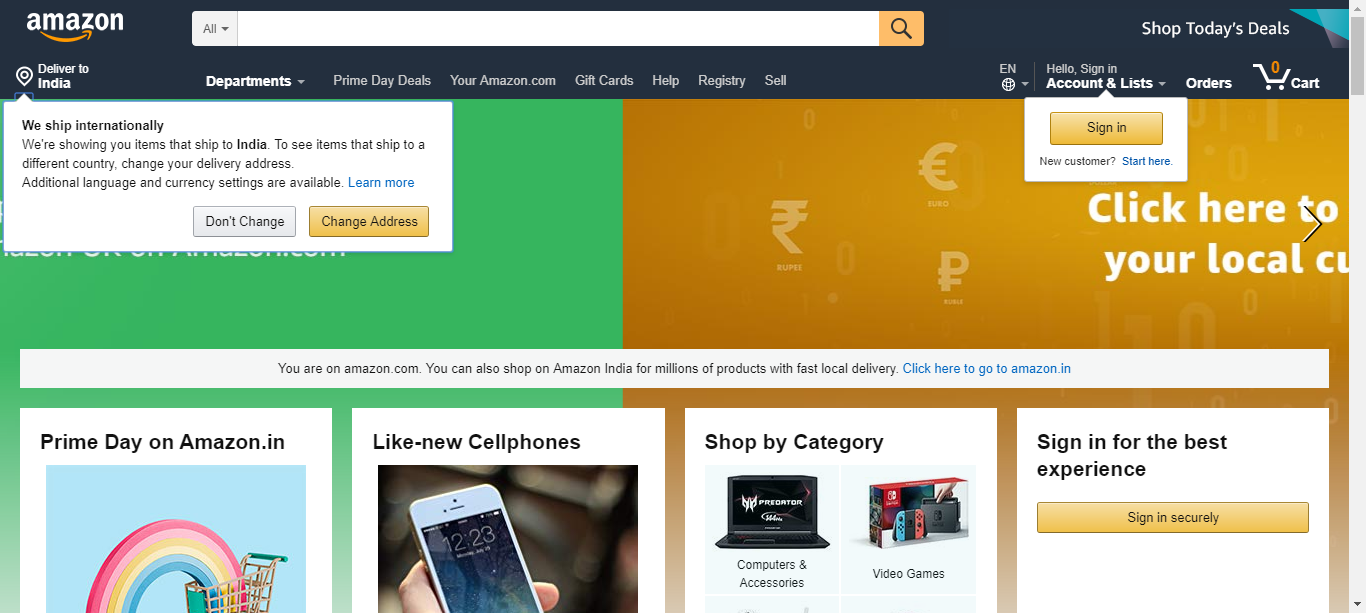 amazon
All
Shop Today's Deals
Deliver to
India
Departments
Prime Day Deals
Your Amazon.com
Gift Cards
Help
Registry
Sell
EN
Hello, Sign in
Account & Lists
Orders
0
Cart
We ship internationally
We're showing you items that ship to India. To see items that ship to a
different country, change your delivery address.
Additional language and currency settings are available. Learn more
Don't Change
Change Address
Sign in
New customer? Start here.
EURO
RUPEE
RUBLE
Click here to
your local cu
on Amazon.com
You are on amazon.com. You can also shop on Amazon India for millions of products with fast local delivery. Click here to go to amazon.in
Prime Day on Amazon.in
Like-new Cellphones
12:23
Shop by Category
PREDATOR
Computers &
Accessories
Video Games
Sign in for the best
experience
Sign in securely